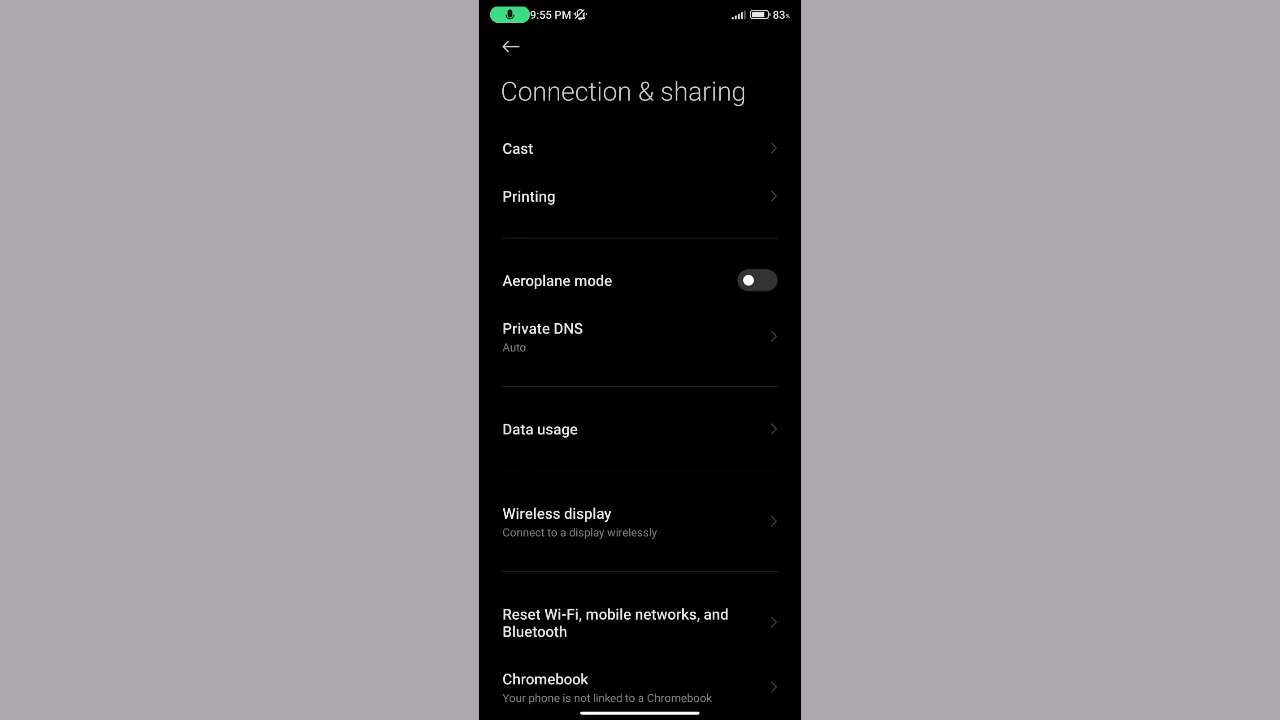 9:55 PM 83%
Connection & sharing
Cast
Printing
Aeroplane mode
Private DNS
Auto
Data usage
Wireless display
Connect to a display wirelessly
Reset Wi-Fi, mobile networks, and
Bluetooth
Chromebook
Your phone is not linked to a Chromebook